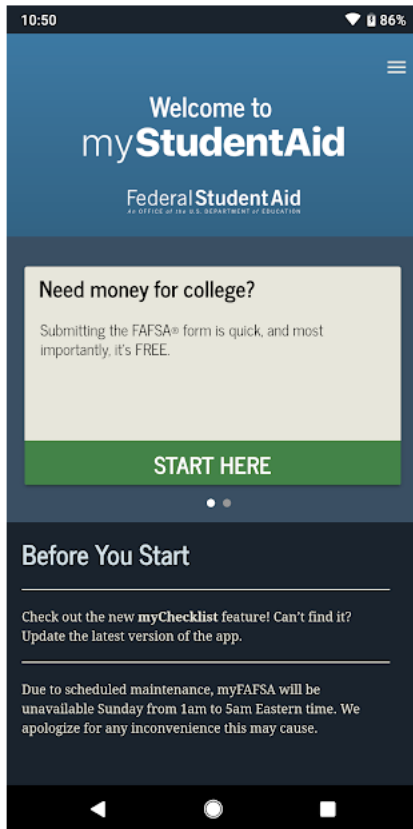 10:50
86%
Welcome to
myStudentAid
Federal Student Aid
An OFFICE of the U.S. DEPARTMENT of EDUCATION
Need money for college?
Submitting the FAFSA® form is quick, and most
importantly, it's FREE.
START HERE
Before You Start
Check out the new myChecklist feature! Can't find it?
Update the latest version of the app.
Due to scheduled maintenance, myFAFSA will be
unavailable Sunday from 1am to 5am Eastern time. We
apologize for any inconvenience this may cause.